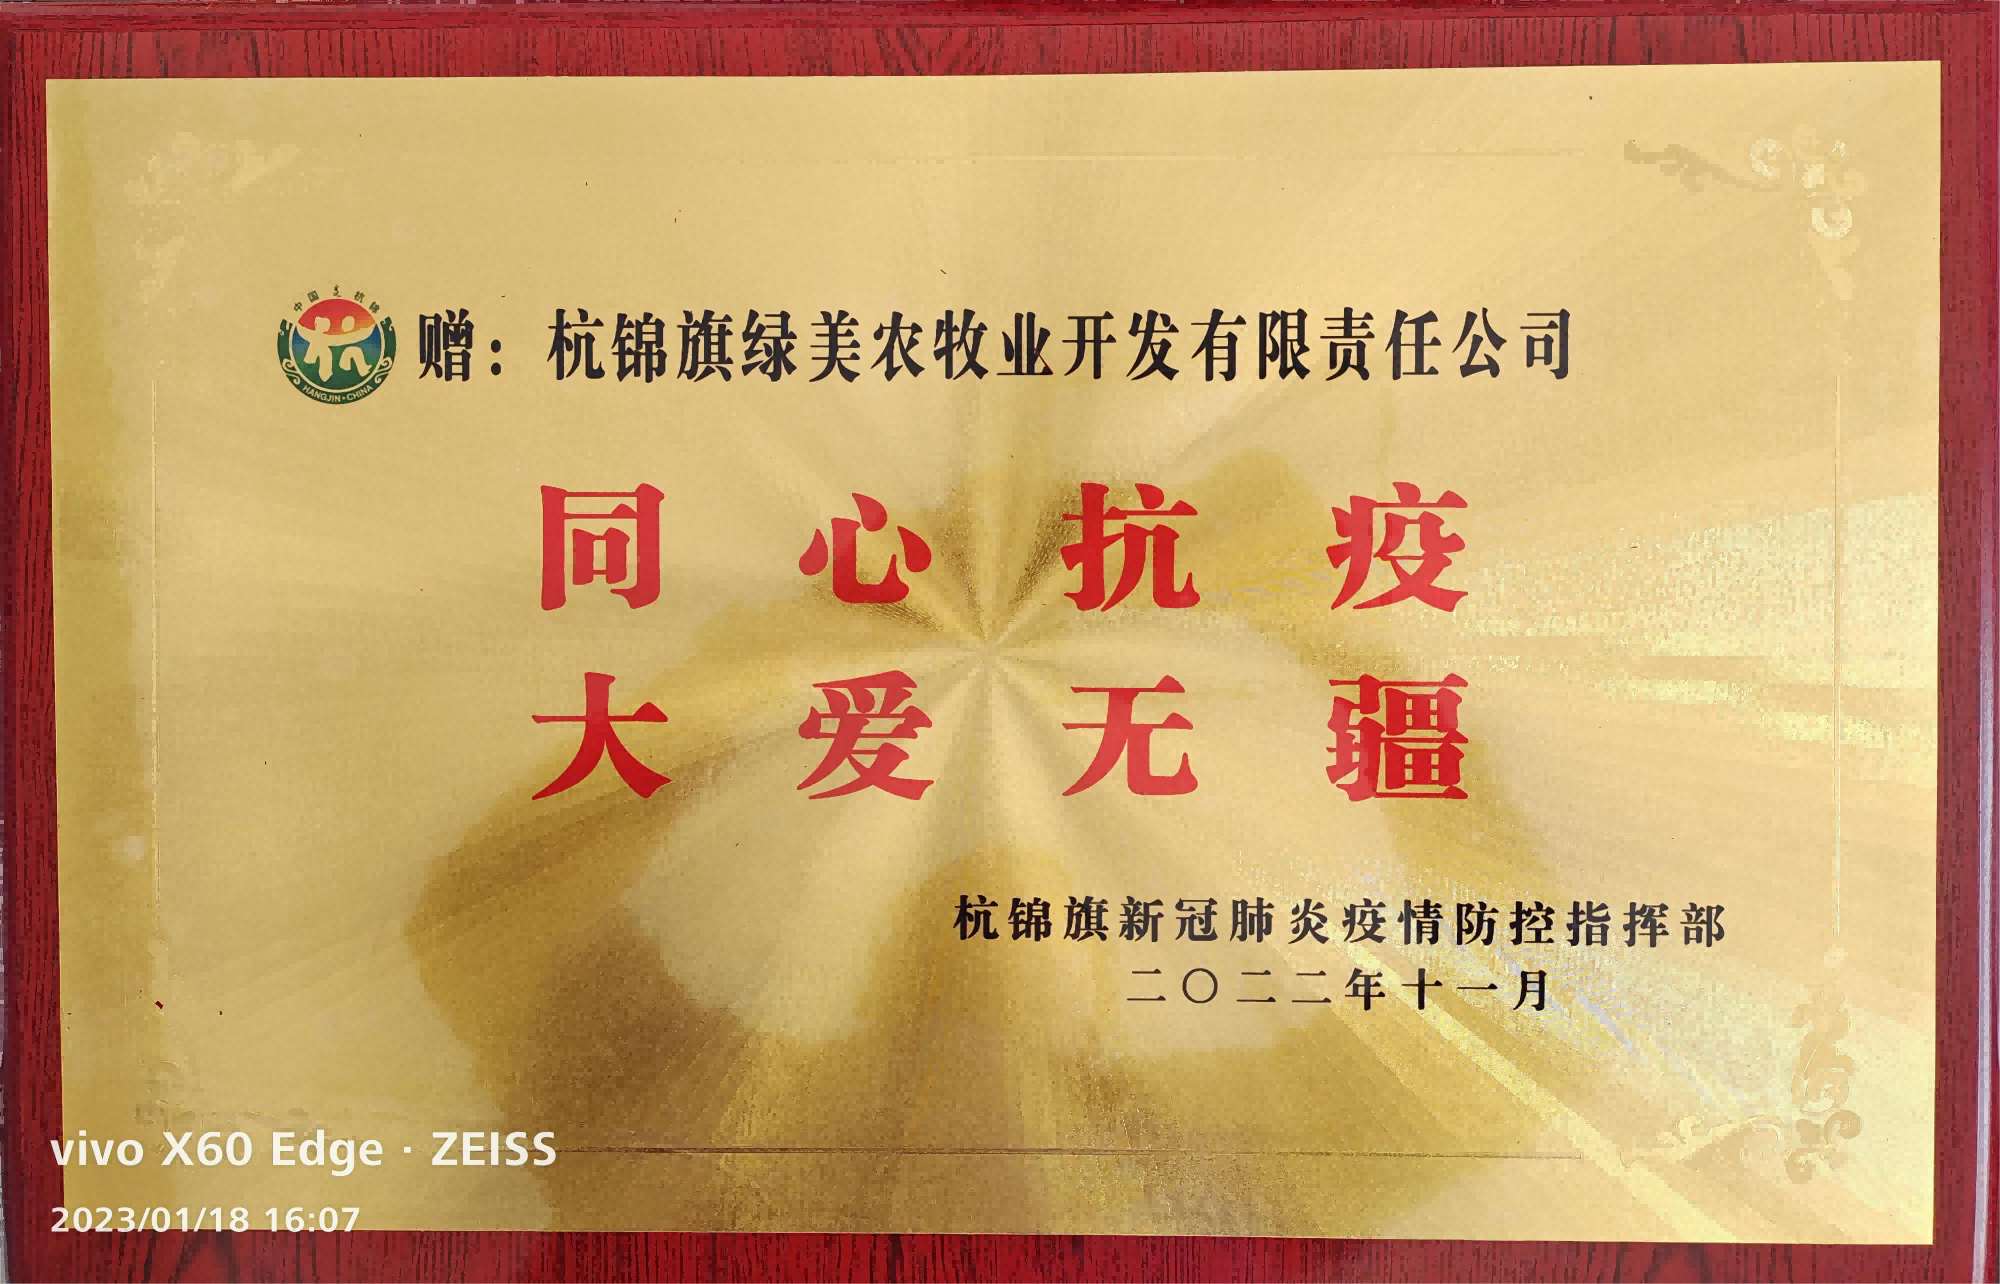 中国 杭锦
HANGJIN·CHINA
赠：杭锦旗绿美农牧业开发有限责任公司
同心抗疫
大爱无疆
杭锦旗新冠肺炎疫情防控指挥部
二〇二二年十一月
vivo X60 Edge · ZEISS
2023/01/18 16:07